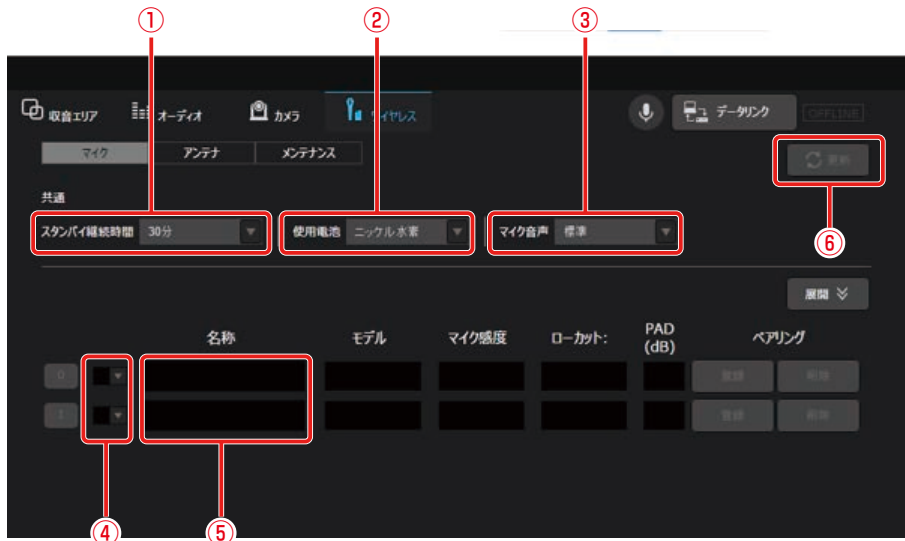 ① ② ③
収音エリア オーディオ カメラ ワイヤレス データリンク OFFLINE
マイク アンテナ メンテナンス 更新
共通
スタンバイ継続時間 30分 使用電池 ニッケル水素 マイク音声 標準
⑥
展開
名称 モデル マイク感度 ローカット: PAD (dB) ペアリング
0 登録 削除
1 登録 削除
④ ⑤